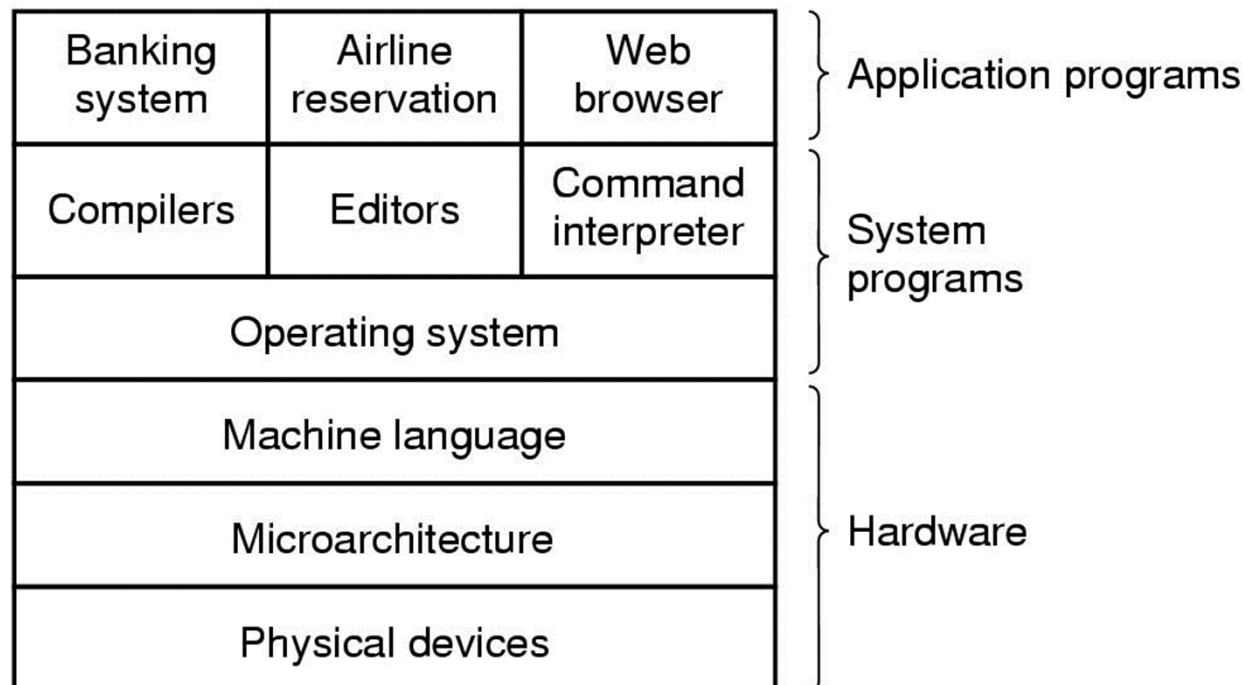 Banking
system
Airline
reservation
Web
browser
Application programs
Compilers
Editors
Command
interpreter
System
programs
Operating system
Machine language
Microarchitecture
Hardware
Physical devices